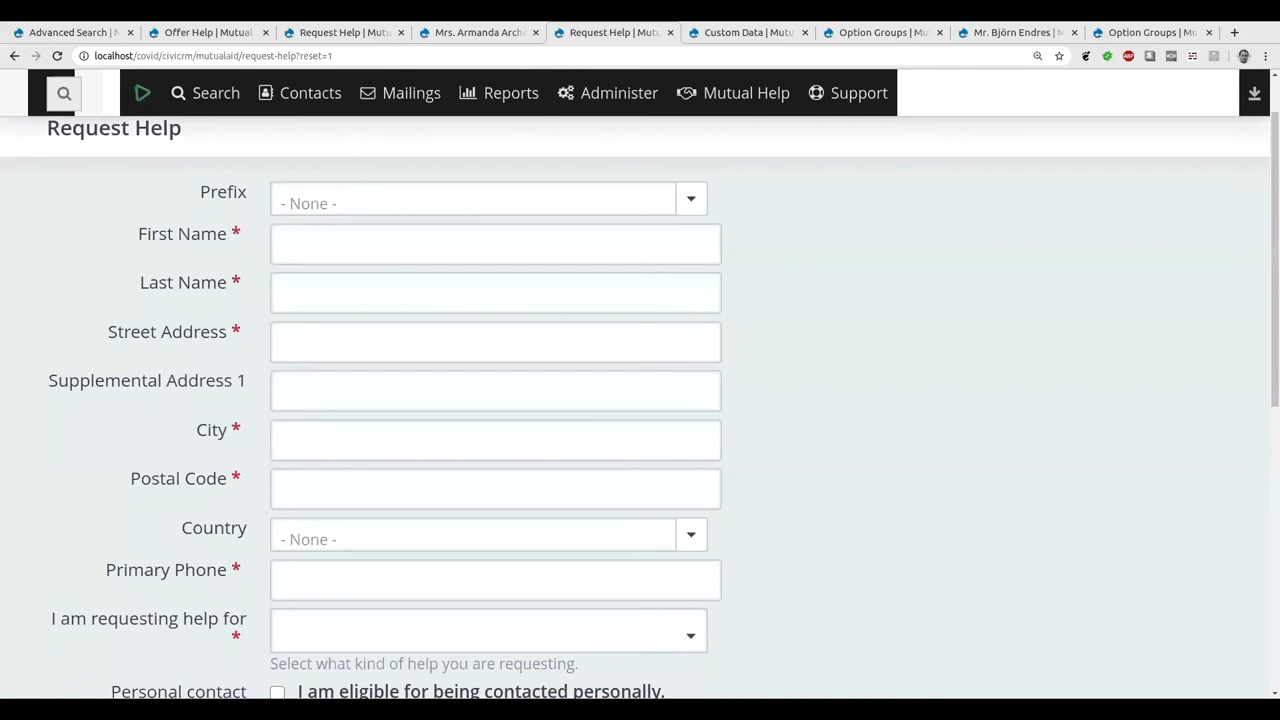 Advanced Search | M
Offer Help | Mutual
Request Help | Mutu
Mrs. Armanda Arche
Request Help | Mutu
Custom Data | Mutu
Option Groups | Mu
Mr. Björn Endres | M
Option Groups | Mu
localhost/covid/civicrm/mutualaid/request-help?reset=1
Search
Contacts
Mailings
Reports
Administer
Mutual Help
Support
Request Help
Prefix
- None -
First Name *
Last Name *
Street Address *
Supplemental Address 1
City *
Postal Code *
Country
- None -
Primary Phone *
I am requesting help for
*
Select what kind of help you are requesting.
Personal contact
I am eligible for being contacted personally.